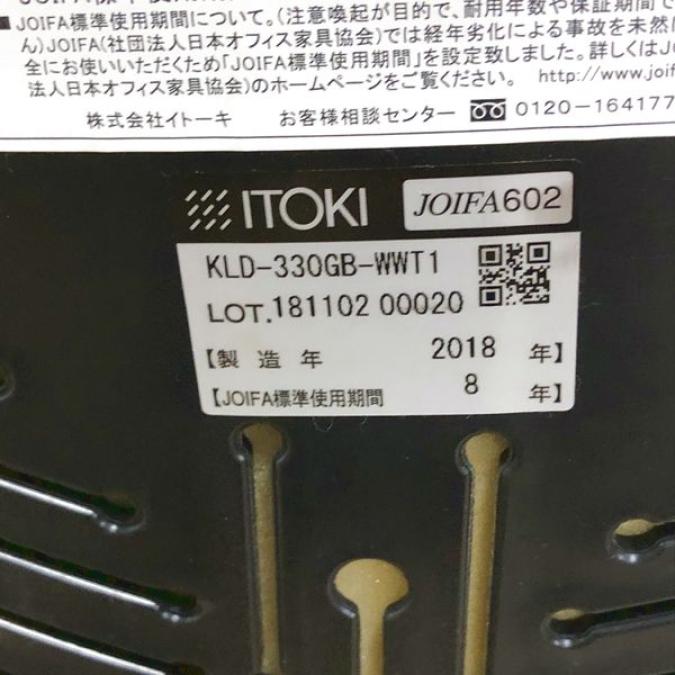 ■JOIFA標準使用期間について。(注意喚起が目的で、耐用年数や保証期間で
ん)JOIFA(社団法人日本オフィス家具協会)では経年劣化による事故を未然に
全にお使いいただくため「JOIFA標準使用期間」を設定致しました。詳しくはJO
法人日本オフィス家具協会)のホームページをご覧ください。 http://www.joif
株式会社イトーキ お客様相談センター 0120-164177
ITOKI JOIFA602
KLD-330GB-WWT1
LOT.181102 00020
【製造年 2018 年】
【JOIFA標準使用期間 8 年】